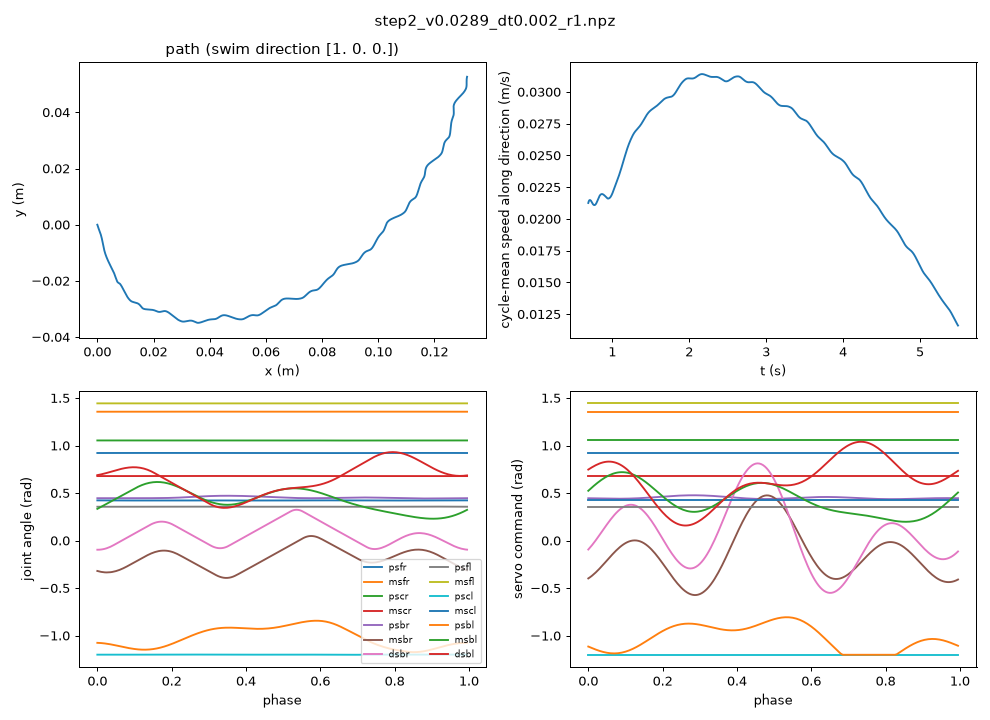 step2_v0.0289_dt0.002_r1.npz
path (swim direction [1. 0. 0.])
y (m)
0.04
0.02
0.00
−0.02
−0.04
0.00 0.02 0.04 0.06 0.08 0.10 0.12
x (m)
cycle-mean speed along direction (m/s)
0.0300
0.0275
0.0250
0.0225
0.0200
0.0175
0.0150
0.0125
1 2 3 4 5
t (s)
joint angle (rad)
1.5
1.0
0.5
0.0
−0.5
−1.0
psfr psfl
msfr msfl
pscr pscl
mscr mscl
psbr psbl
msbr msbl
dsbr dsbl
0.0 0.2 0.4 0.6 0.8 1.0
phase
servo command (rad)
1.5
1.0
0.5
0.0
−0.5
−1.0
0.0 0.2 0.4 0.6 0.8 1.0
phase